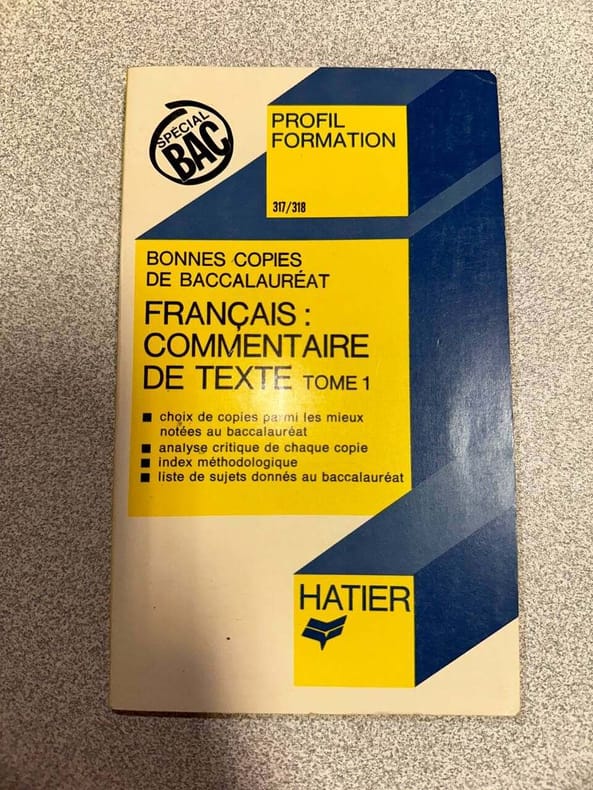 SPÉCIAL
BAC
PROFIL
FORMATION
317/318
BONNES COPIES
DE BACCALAURÉAT
FRANÇAIS :
COMMENTAIRE
DE TEXTE TOME 1
■ choix de copies parmi les mieux
notées au baccalauréat
■ analyse critique de chaque copie
■ index méthodologique
■ liste de sujets donnés au baccalauréat
HATIER